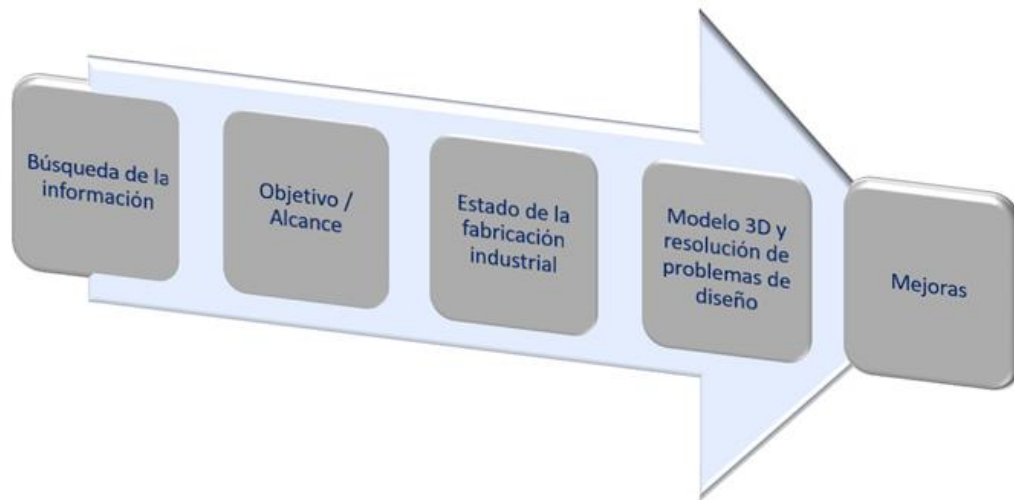 Búsqueda de la
información
Objetivo /
Alcance
Estado de la
fabricación
industrial
Modelo 3D y
resolución de
problemas de
diseño
Mejoras